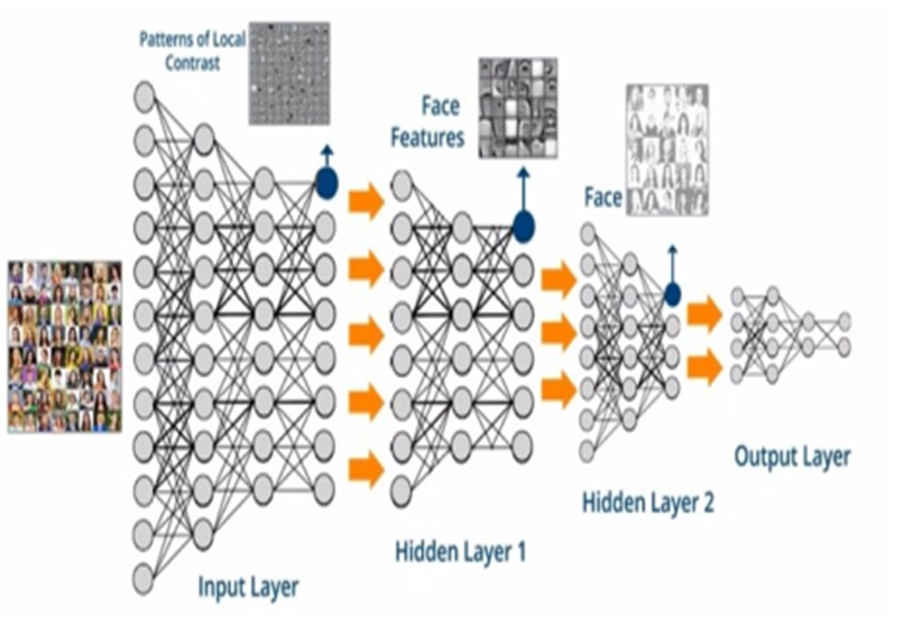 Patterns of Local
Contrast
Face
Features
Face
Input Layer
Hidden Layer 1
Hidden Layer 2
Output Layer